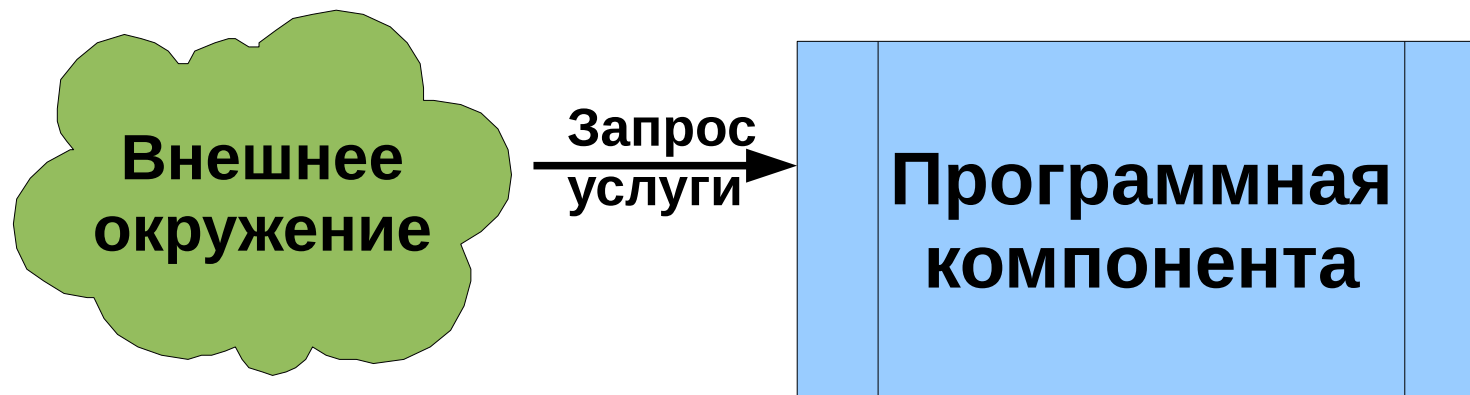 Внешнее
окружение
Запрос
услуги
Программная
компонента